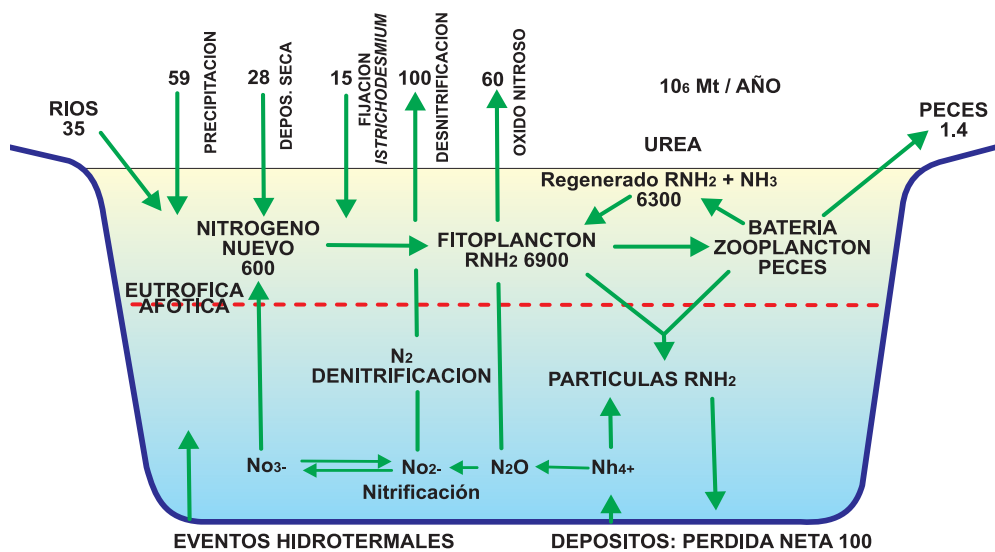 RIOS
35
59
PRECIPITACION
28
DEPOS. SECA
15
FIJACION
ISTRICHODESMIUM
100
DESNITRIFICACION
60
OXIDO NITROSO
106 Mt / AÑO
PECES
1.4
UREA
Regenerado RNH2 + NH3
6300
NITROGENO
NUEVO
600
FITOPLANCTON
RNH2 6900
BATERIA
ZOOPLANCTON
PECES
EUTROFICA
AFOTICA
N2
DENITRIFICACION
PARTICULAS RNH2
No3-
No2-
N2O
Nh4+
Nitrificación
EVENTOS HIDROTERMALES
DEPOSITOS: PERDIDA NETA 100